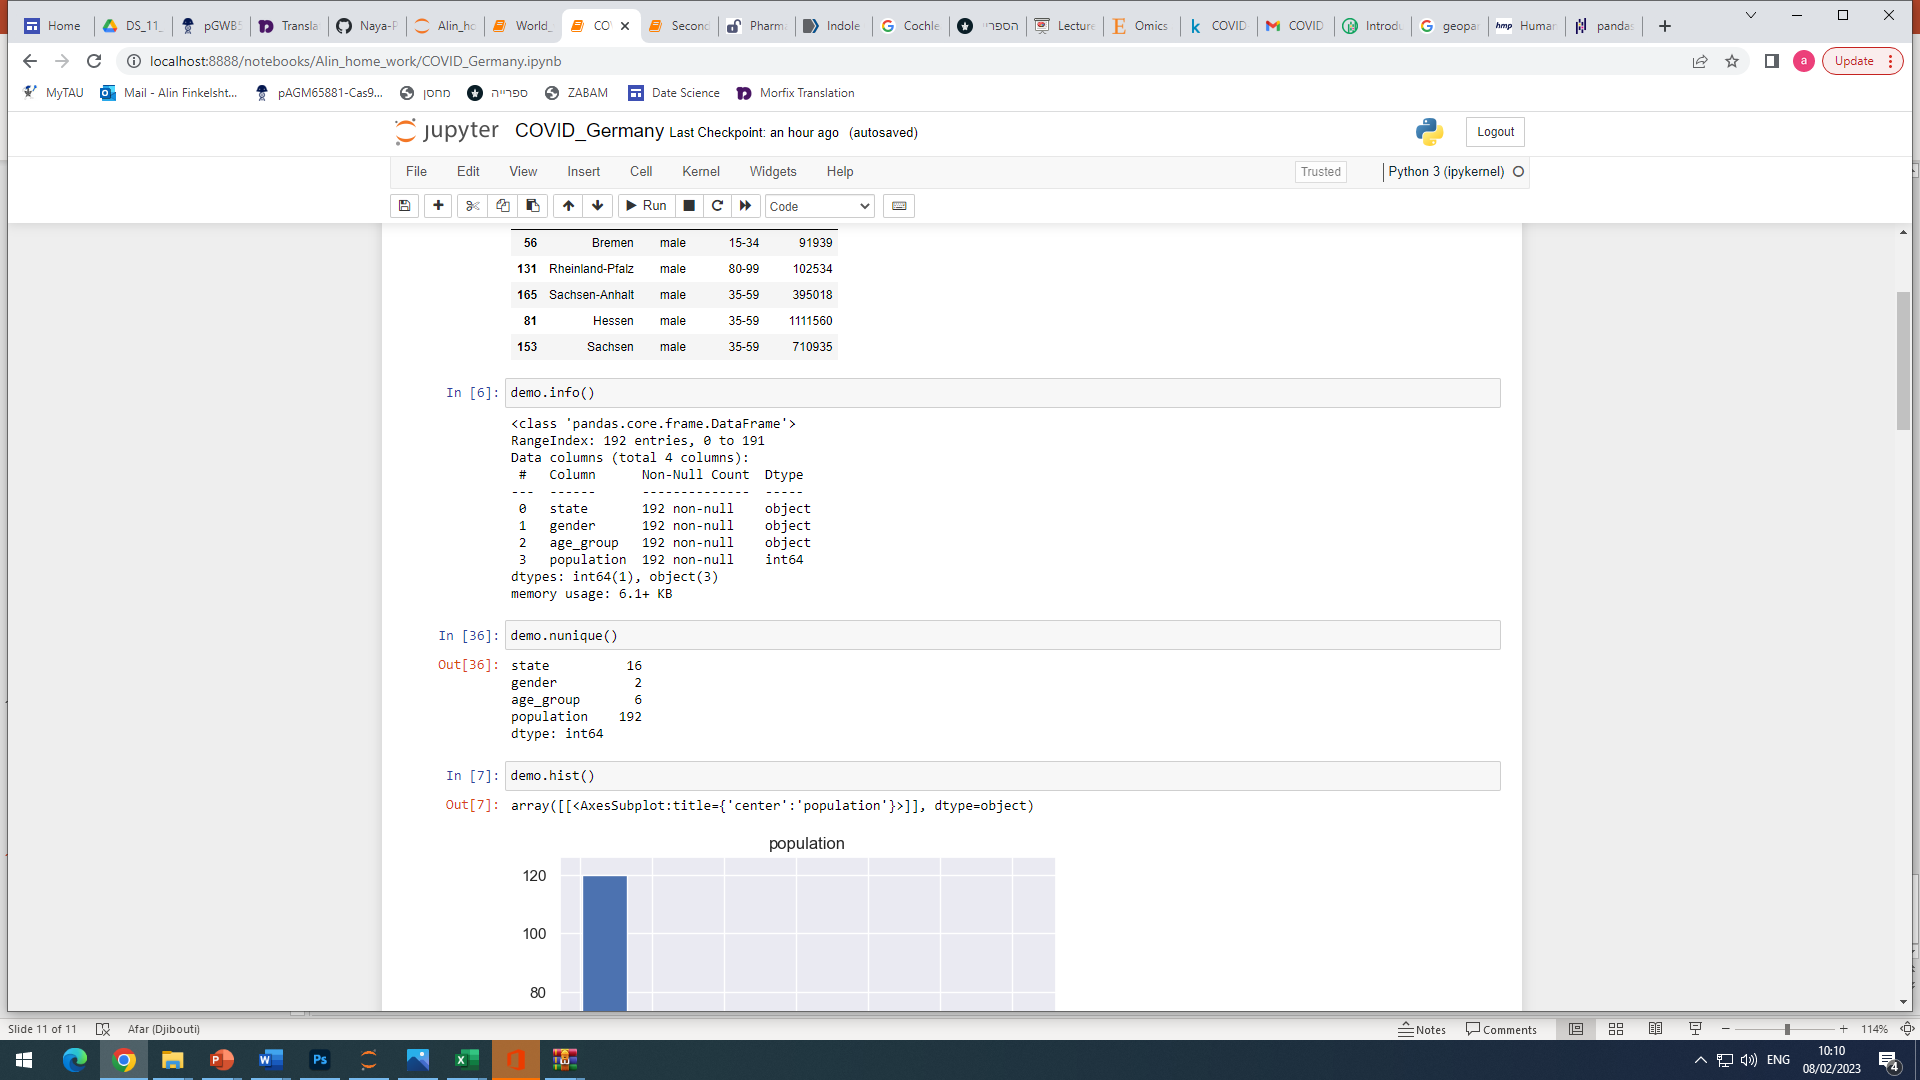 Home
DS_11_
pGWB5
Transla
Naya-P
Alin_ho
World_
CO
Second
Pharma
Indole
Cochle
הספריי
Lecture
Omics
COVID
COVID
Introdu
geopan
Human
pandas
localhost:8888/notebooks/Alin_home_work/COVID_Germany.ipynb
a
Update
MyTAU
Mail - Alin Finkelsht...
pAGM65881-Cas9...
מחסן
ספרייה
ZABAM
Date Science
Morfix Translation
jupyter COVID_Germany Last Checkpoint: an hour ago (autosaved)
Logout
File Edit View Insert Cell Kernel Widgets Help
Trusted
Python 3 (ipykernel)
Run
Code
56 Bremen male 15-34 91939
131 Rheinland-Pfalz male 80-99 102534
165 Sachsen-Anhalt male 35-59 395018
81 Hessen male 35-59 1111560
153 Sachsen male 35-59 710935
In [6]: demo.info()
<class 'pandas.core.frame.DataFrame'>
RangeIndex: 192 entries, 0 to 191
Data columns (total 4 columns):
# Column Non-Null Count Dtype
--- ------ -------------- -----
0 state 192 non-null object
1 gender 192 non-null object
2 age_group 192 non-null object
3 population 192 non-null int64
dtypes: int64(1), object(3)
memory usage: 6.1+ KB
In [36]: demo.nunique()
Out[36]: state 16
gender 2
age_group 6
population 192
dtype: int64
In [7]: demo.hist()
Out[7]: array([[<AxesSubplot:title={'center':'population'}>]], dtype=object)
population
120
100
80
Slide 11 of 11
Afar (Djibouti)
Notes
Comments
114%
ENG
10:10
08/02/2023
4